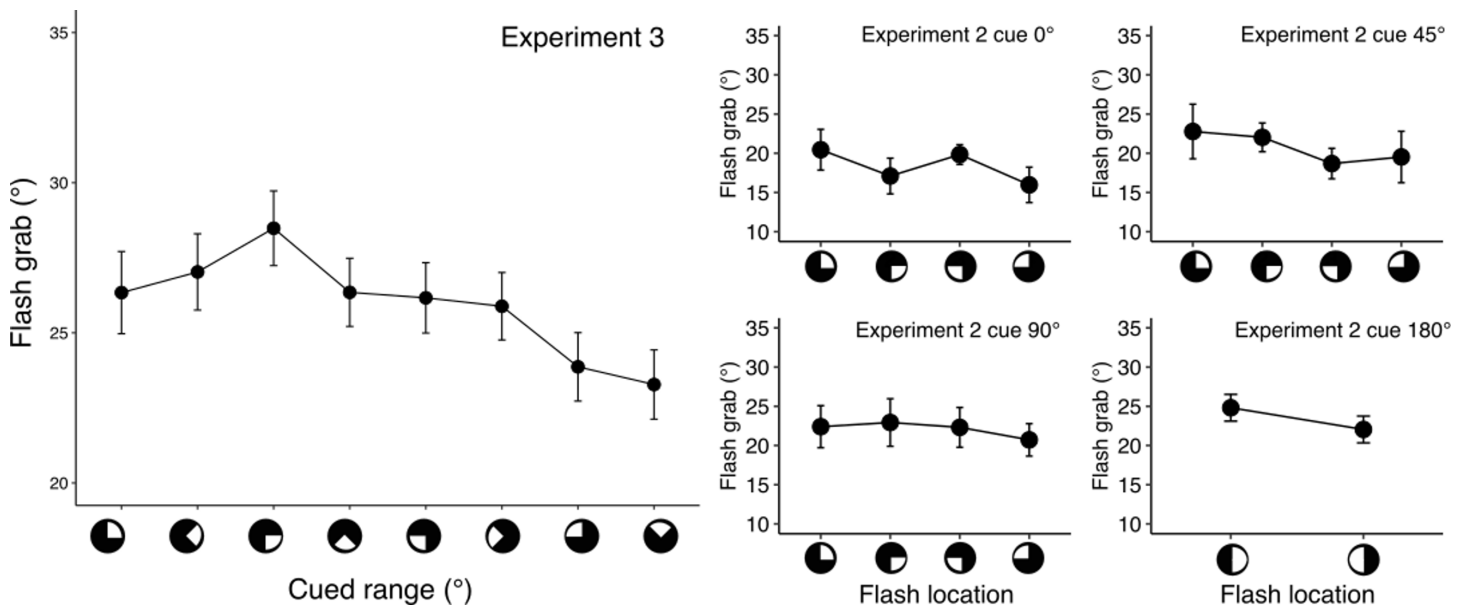 Experiment 3
Flash grab (°)
35
30
25
20
Cued range (°)
Experiment 2 cue 0°
Flash grab (°)
35
30
25
20
15
10
Experiment 2 cue 45°
Flash grab (°)
35
30
25
20
15
10
Experiment 2 cue 90°
Flash grab (°)
35
30
25
20
15
10
Flash location
Experiment 2 cue 180°
Flash grab (°)
35
30
25
20
15
10
Flash location